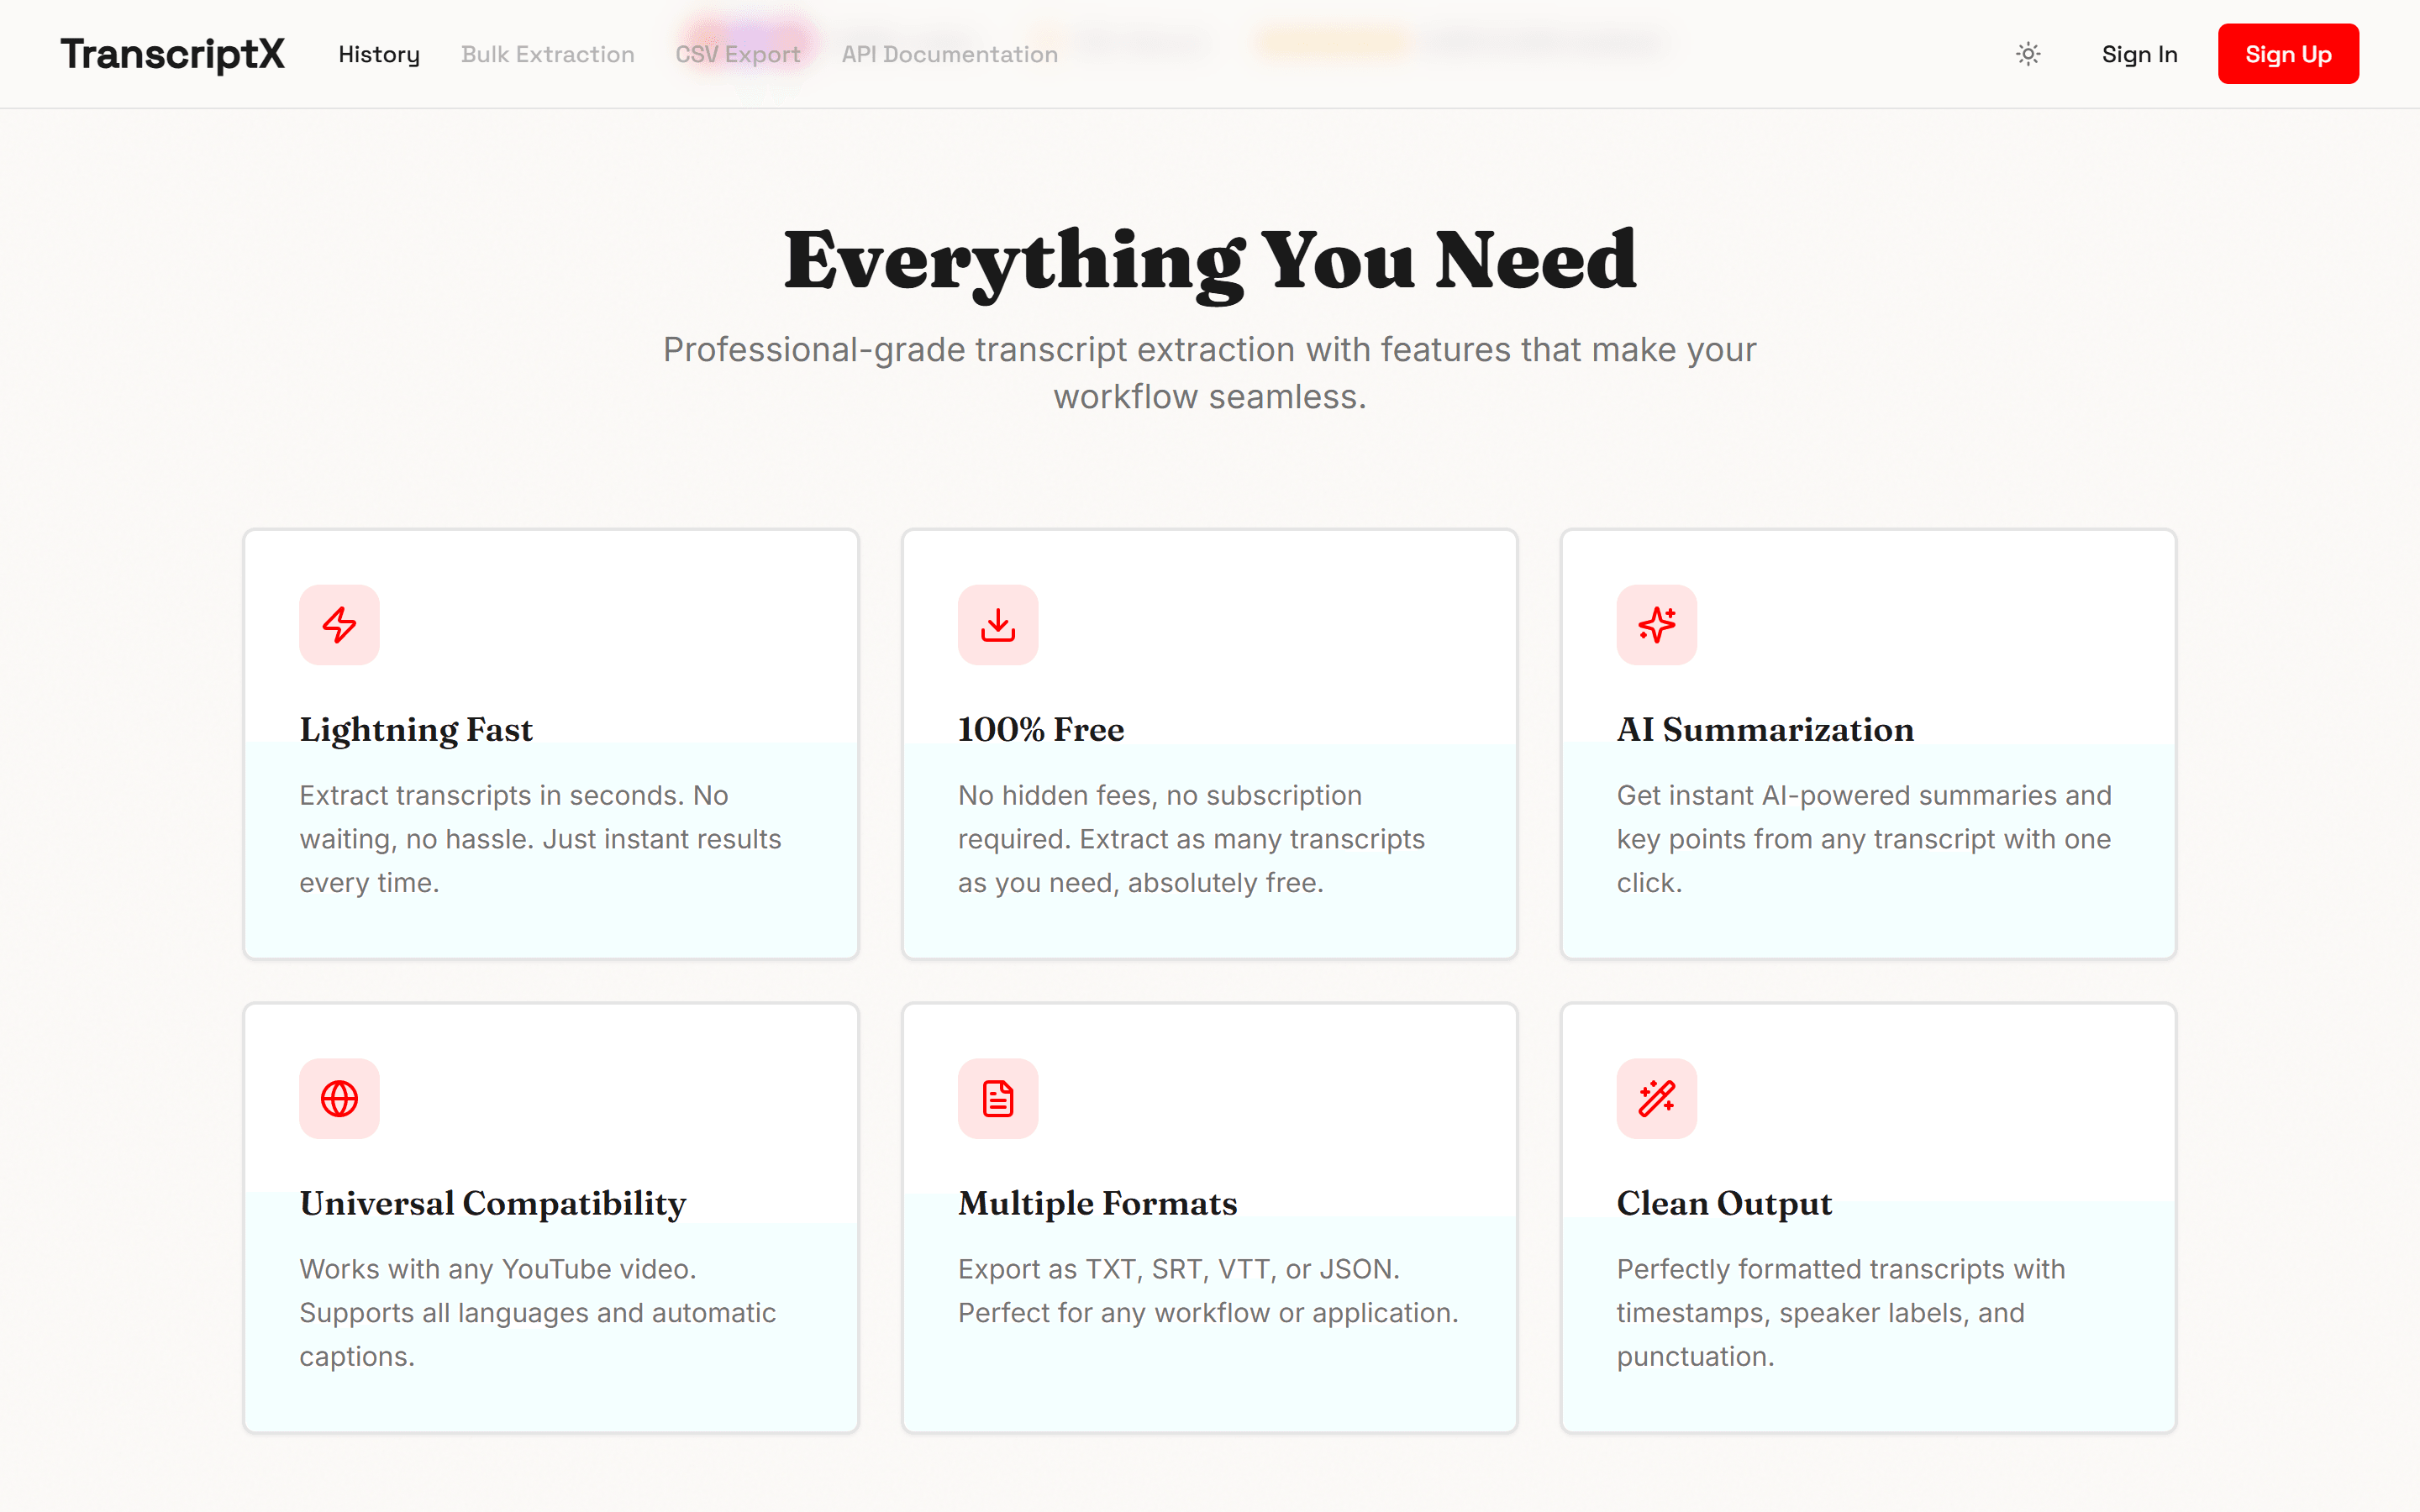 TranscriptX
History
Bulk Extraction
CSV Export
API Documentation
Sign In
Sign Up
Everything You Need
Professional-grade transcript extraction with features that make your
workflow seamless.
Lightning Fast
Extract transcripts in seconds. No
waiting, no hassle. Just instant results
every time.
100% Free
No hidden fees, no subscription
required. Extract as many transcripts
as you need, absolutely free.
AI Summarization
Get instant AI-powered summaries and
key points from any transcript with one
click.
Universal Compatibility
Works with any YouTube video.
Supports all languages and automatic
captions.
Multiple Formats
Export as TXT, SRT, VTT, or JSON.
Perfect for any workflow or application.
Clean Output
Perfectly formatted transcripts with
timestamps, speaker labels, and
punctuation.